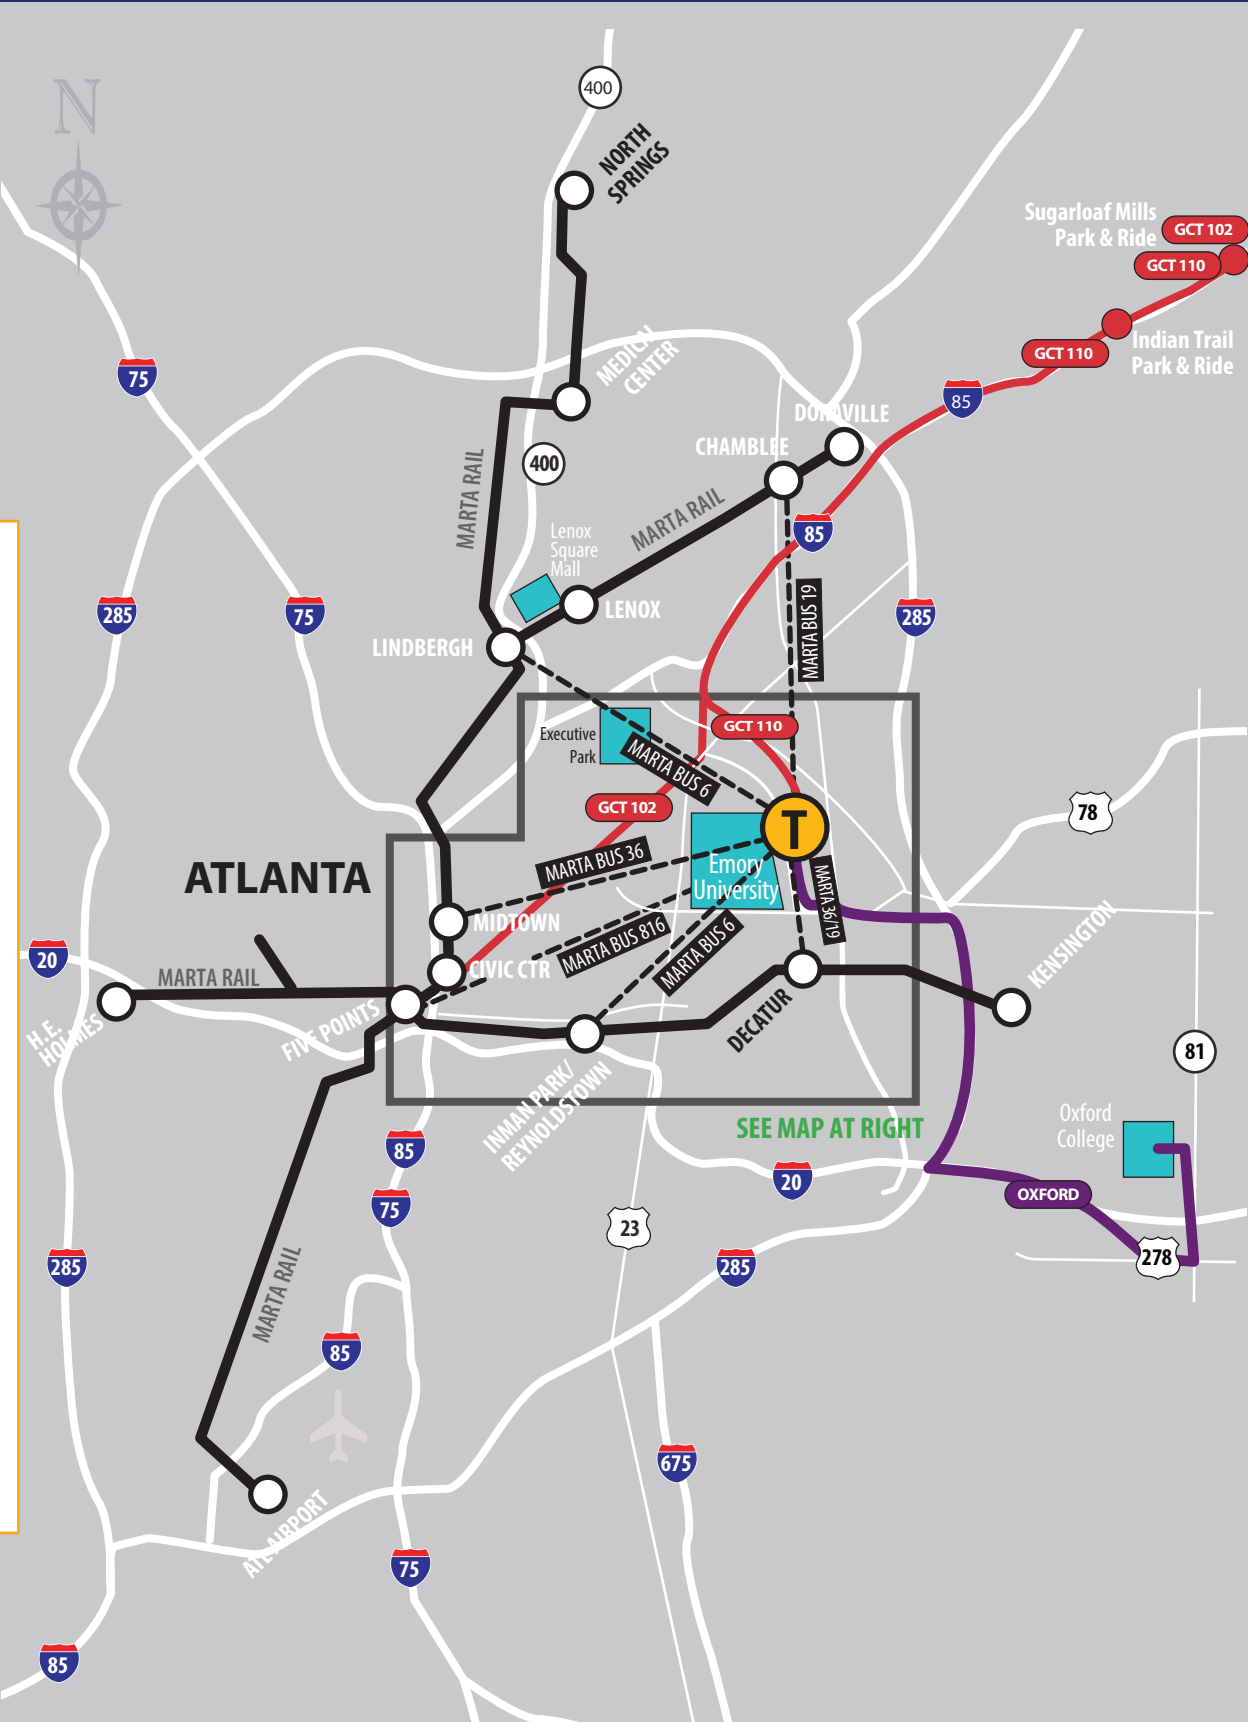 N
400
NORTH
SPRINGS
Sugarloaf Mills
Park & Ride
GCT 102
GCT 110
Indian Trail
Park & Ride
GCT 110
75
MEDICAL
CENTER
85
DORAVILLE
CHAMBLEE
400
MARTA RAIL
MARTA RAIL
85
Lenox
Square
Mall
LENOX
MARTA BUS 19
285
75
285
LINDBERGH
Executive
Park
GCT 110
MARTA BUS 6
GCT 102
78
T
MARTA BUS 36
ATLANTA
Emory
University
MARTA 36/19
MIDTOWN
MARTA BUS 816
MARTA BUS 6
KENSINGTON
20
CIVIC CTR
MARTA RAIL
H.E.
HOLMES
FIVE POINTS
DECATUR
81
INMAN PARK/
REYNOLDSTOWN
SEE MAP AT RIGHT
Oxford
College
85
20
75
OXFORD
23
278
285
285
MARTA RAIL
85
675
ATL AIRPORT
75
85